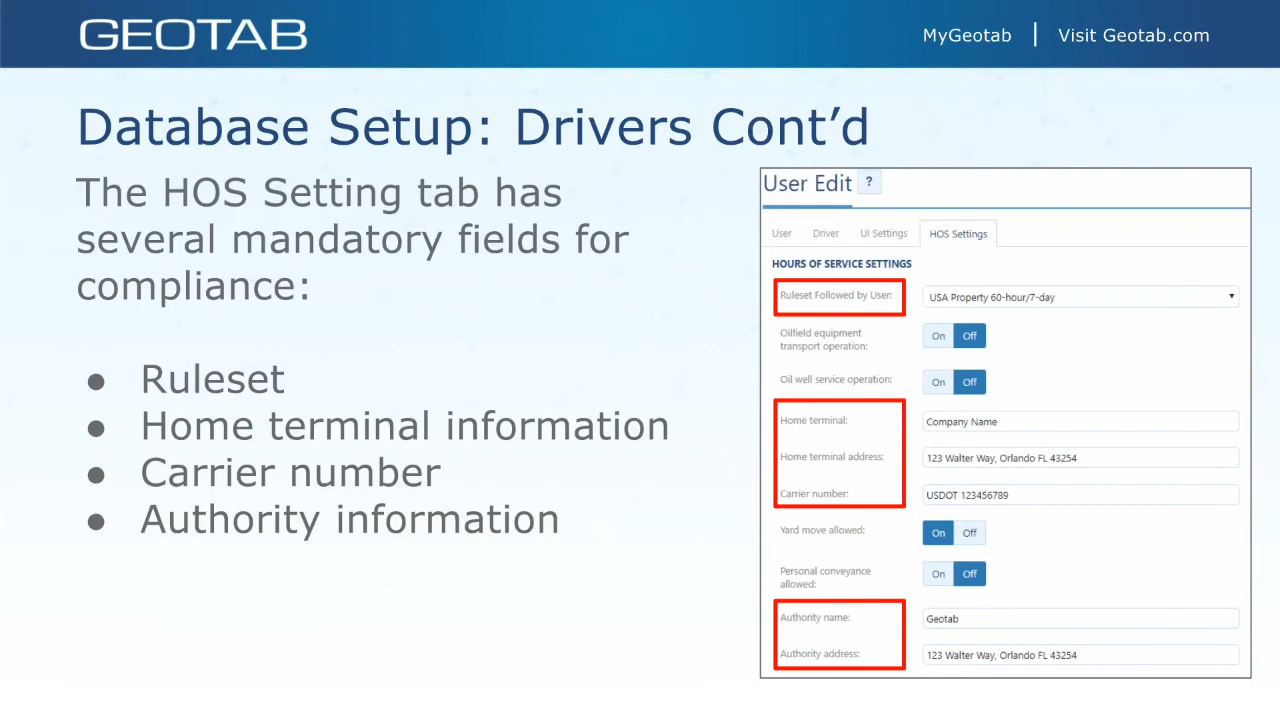 GEOTAB
MyGeotab | Visit Geotab.com
Database Setup: Drivers Cont’d
The HOS Setting tab has
several mandatory fields for
compliance:
● Ruleset
● Home terminal information
● Carrier number
● Authority information
User Edit ?
User Driver UI Settings HOS Settings
HOURS OF SERVICE SETTINGS
Ruleset Followed by User: USA Property 60-hour/7-day
Oilfield equipment
transport operation: On Off
Oil well service operation: On Off
Home terminal: Company Name
Home terminal address: 123 Walter Way, Orlando FL 43254
Carrier number: USDOT 123456789
Yard move allowed: On Off
Personal conveyance
allowed: On Off
Authority name: Geotab
Authority address: 123 Walter Way, Orlando FL 43254